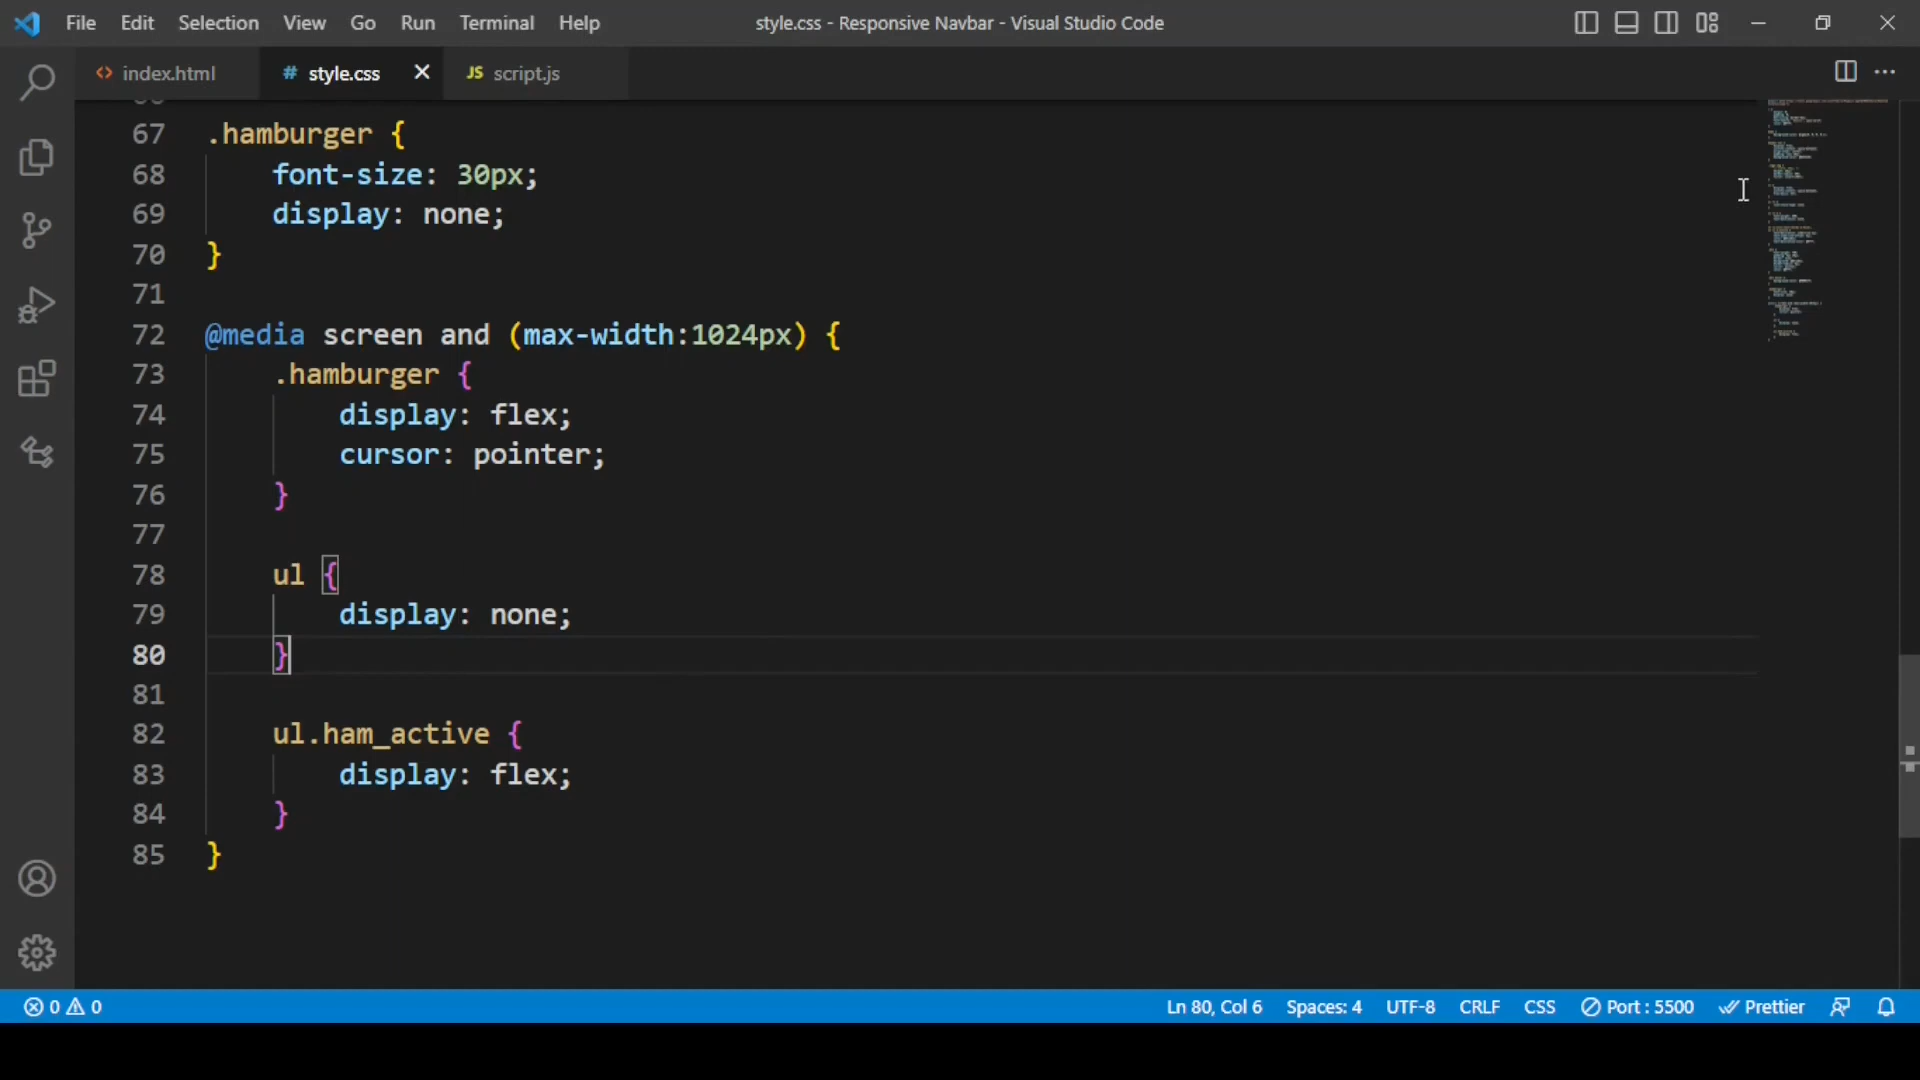 File Edit Selection View Go Run Terminal Help style.css - Responsive Navbar - Visual Studio Code
<> index.html # style.css JS script.js
67 .hamburger {
68 font-size: 30px;
69 display: none;
70 }
71
72 @media screen and (max-width:1024px) {
73 .hamburger {
74 display: flex;
75 cursor: pointer;
76 }
77
78 ul {
79 display: none;
80 }
81
82 ul.ham_active {
83 display: flex;
84 }
85 }
0 0 Ln 80, Col 6 Spaces: 4 UTF-8 CRLF CSS Port : 5500 Prettier